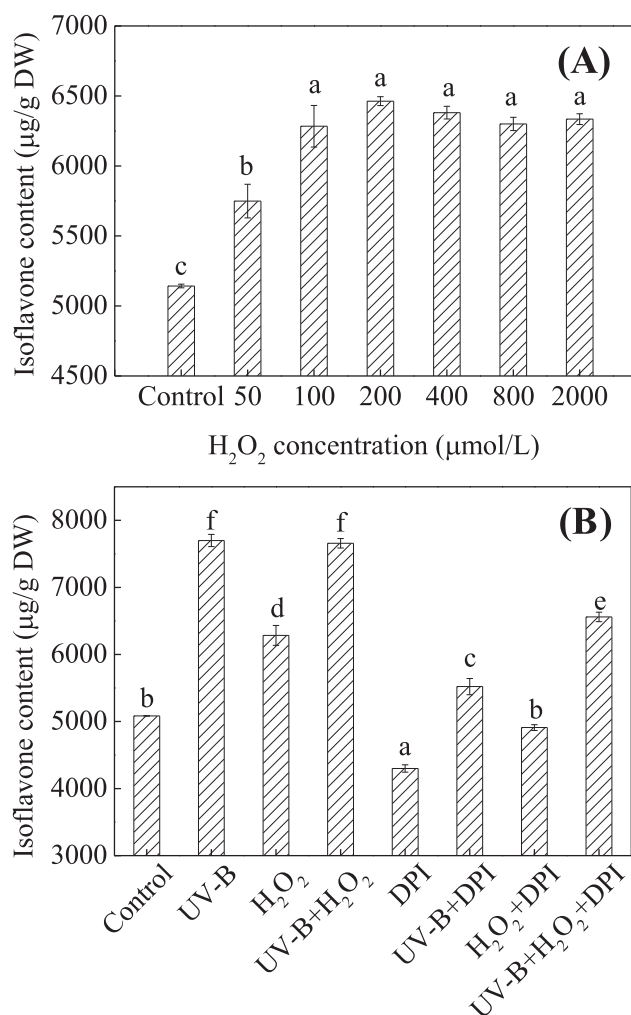 (A)
Isoflavone content (μg/g DW)
7000
6500
6000
5500
5000
4500
c
b
a
a
a
a
a
Control 50 100 200 400 800 2000
H₂O₂ concentration (μmol/L)
(B)
Isoflavone content (μg/g DW)
8000
7000
6000
5000
4000
3000
b
f
d
f
a
c
b
e
Control
UV-B
H₂O₂
UV-B+H₂O₂
DPI
UV-B+DPI
H₂O₂+DPI
UV-B+H₂O₂+DPI